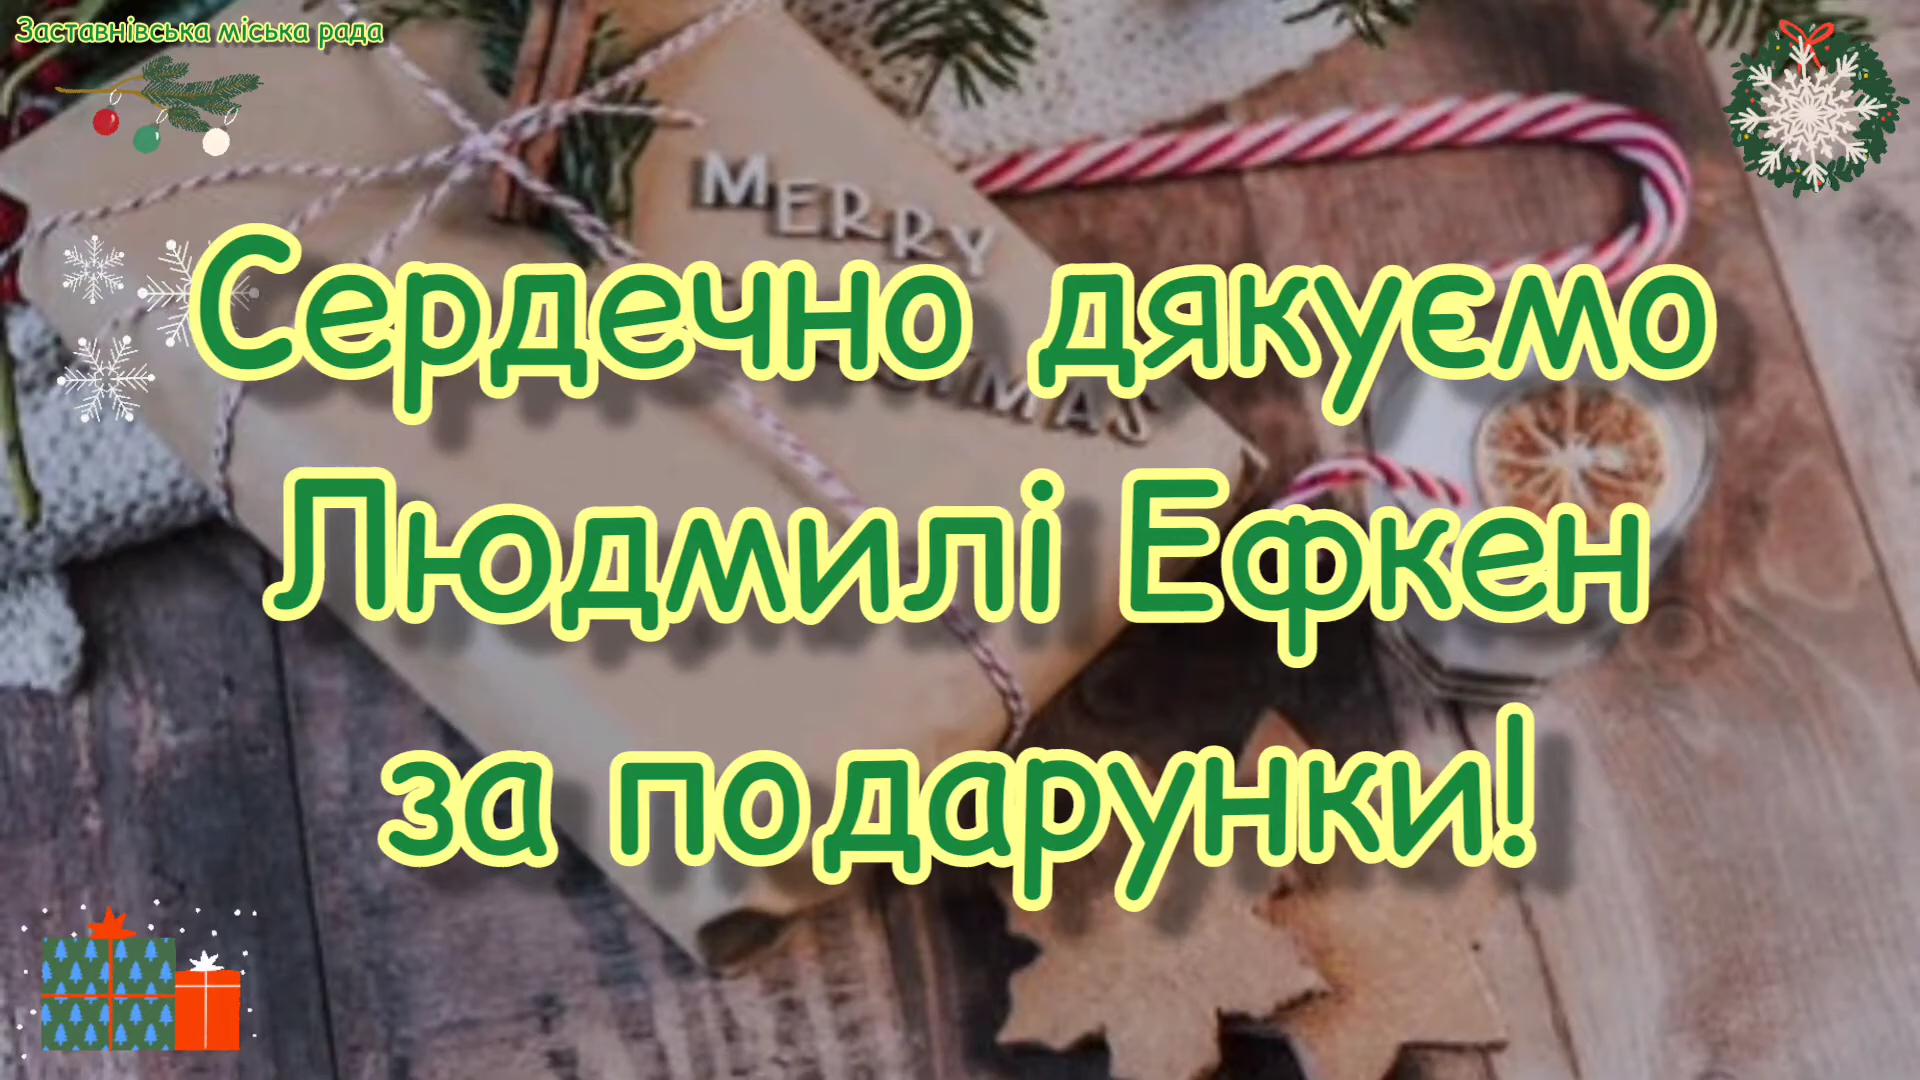 Заставнівська міська рада
MERRY
Сердечно дякуємо
Людмилі Ефкен
за подарунки!